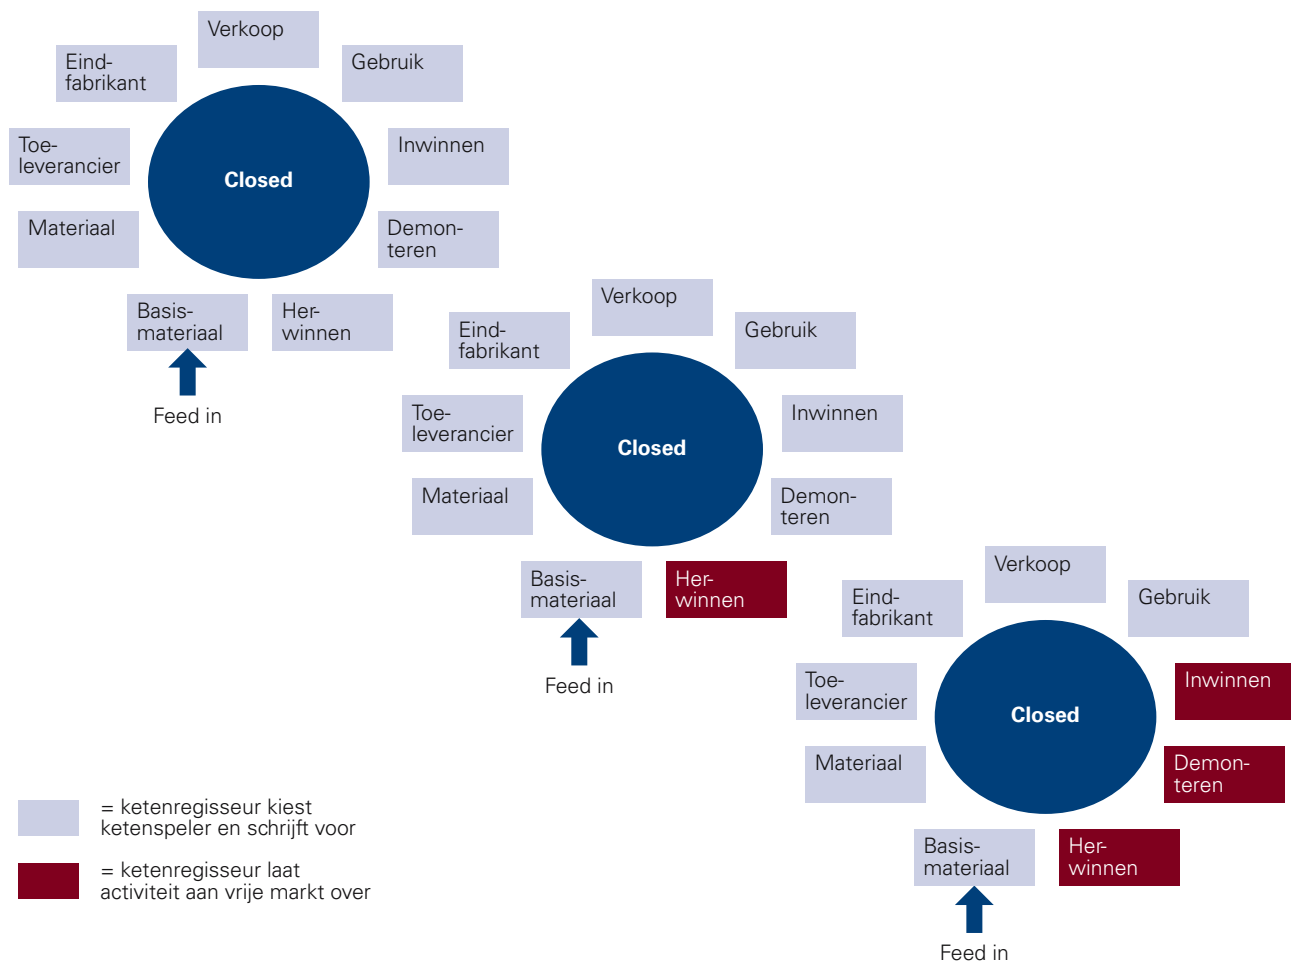 Verkoop
Eind-
fabrikant
Gebruik
Toe-
leverancier
Inwinnen
Closed
Materiaal
Demon-
teren
Basis-
materiaal
Her-
winnen
Feed in
Verkoop
Eind-
fabrikant
Gebruik
Toe-
leverancier
Inwinnen
Closed
Materiaal
Demon-
teren
Basis-
materiaal
Her-
winnen
Feed in
Verkoop
Eind-
fabrikant
Gebruik
Toe-
leverancier
Inwinnen
Closed
Materiaal
Demon-
teren
Basis-
materiaal
Her-
winnen
Feed in
= ketenregisseur kiest
ketenspeler en schrijft voor
= ketenregisseur laat
activiteit aan vrije markt over